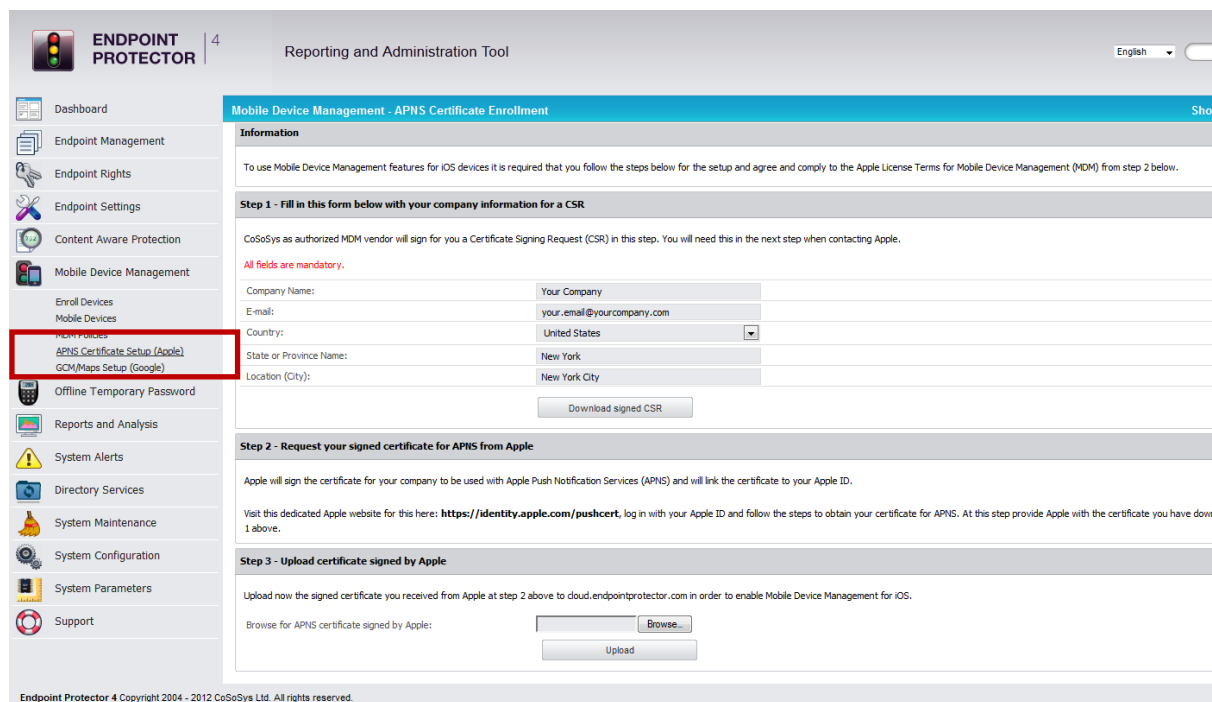 ENDPOINT PROTECTOR 4
Reporting and Administration Tool
English
Dashboard
Endpoint Management
Endpoint Rights
Endpoint Settings
Content Aware Protection
Mobile Device Management
Enroll Devices
Mobile Devices
MDM Policies
APNS Certificate Setup (Apple)
GCM/Maps Setup (Google)
Offline Temporary Password
Reports and Analysis
System Alerts
Directory Services
System Maintenance
System Configuration
System Parameters
Support
Mobile Device Management - APNS Certificate Enrollment
Sho
Information
To use Mobile Device Management features for iOS devices it is required that you follow the steps below for the setup and agree and comply to the Apple License Terms for Mobile Device Management (MDM) from step 2 below.
Step 1 - Fill in this form below with your company information for a CSR
CoSoSys as authorized MDM vendor will sign for you a Certificate Signing Request (CSR) in this step. You will need this in the next step when contacting Apple.
All fields are mandatory.
Company Name: Your Company
E-mail: your.email@yourcompany.com
Country: United States
State or Province Name: New York
Location (City): New York City
Download signed CSR
Step 2 - Request your signed certificate for APNS from Apple
Apple will sign the certificate for your company to be used with Apple Push Notification Services (APNS) and will link the certificate to your Apple ID.
Visit this dedicated Apple website for this here: https://identity.apple.com/pushcert, log in with your Apple ID and follow the steps to obtain your certificate for APNS. At this step provide Apple with the certificate you have dow
1 above.
Step 3 - Upload certificate signed by Apple
Upload now the signed certificate you received from Apple at step 2 above to cloud.endpointprotector.com in order to enable Mobile Device Management for iOS.
Browse for APNS certificate signed by Apple: Browse...
Upload
Endpoint Protector 4 Copyright 2004 - 2012 CoSoSys Ltd. All rights reserved.